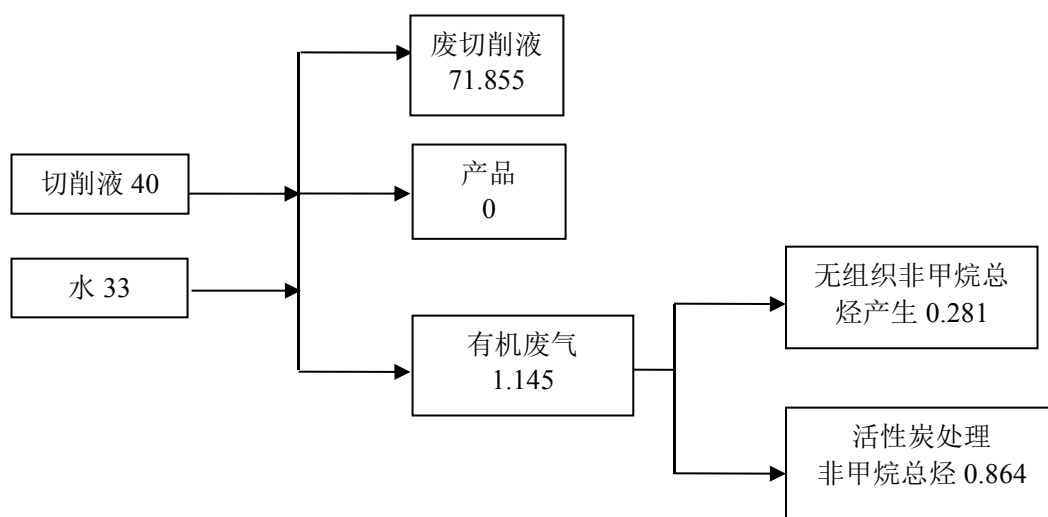 废切削液
71.855
切削液 40
产品
0
水 33
有机废气
1.145
无组织非甲烷总
烃产生 0.281
活性炭处理
非甲烷总烃 0.864